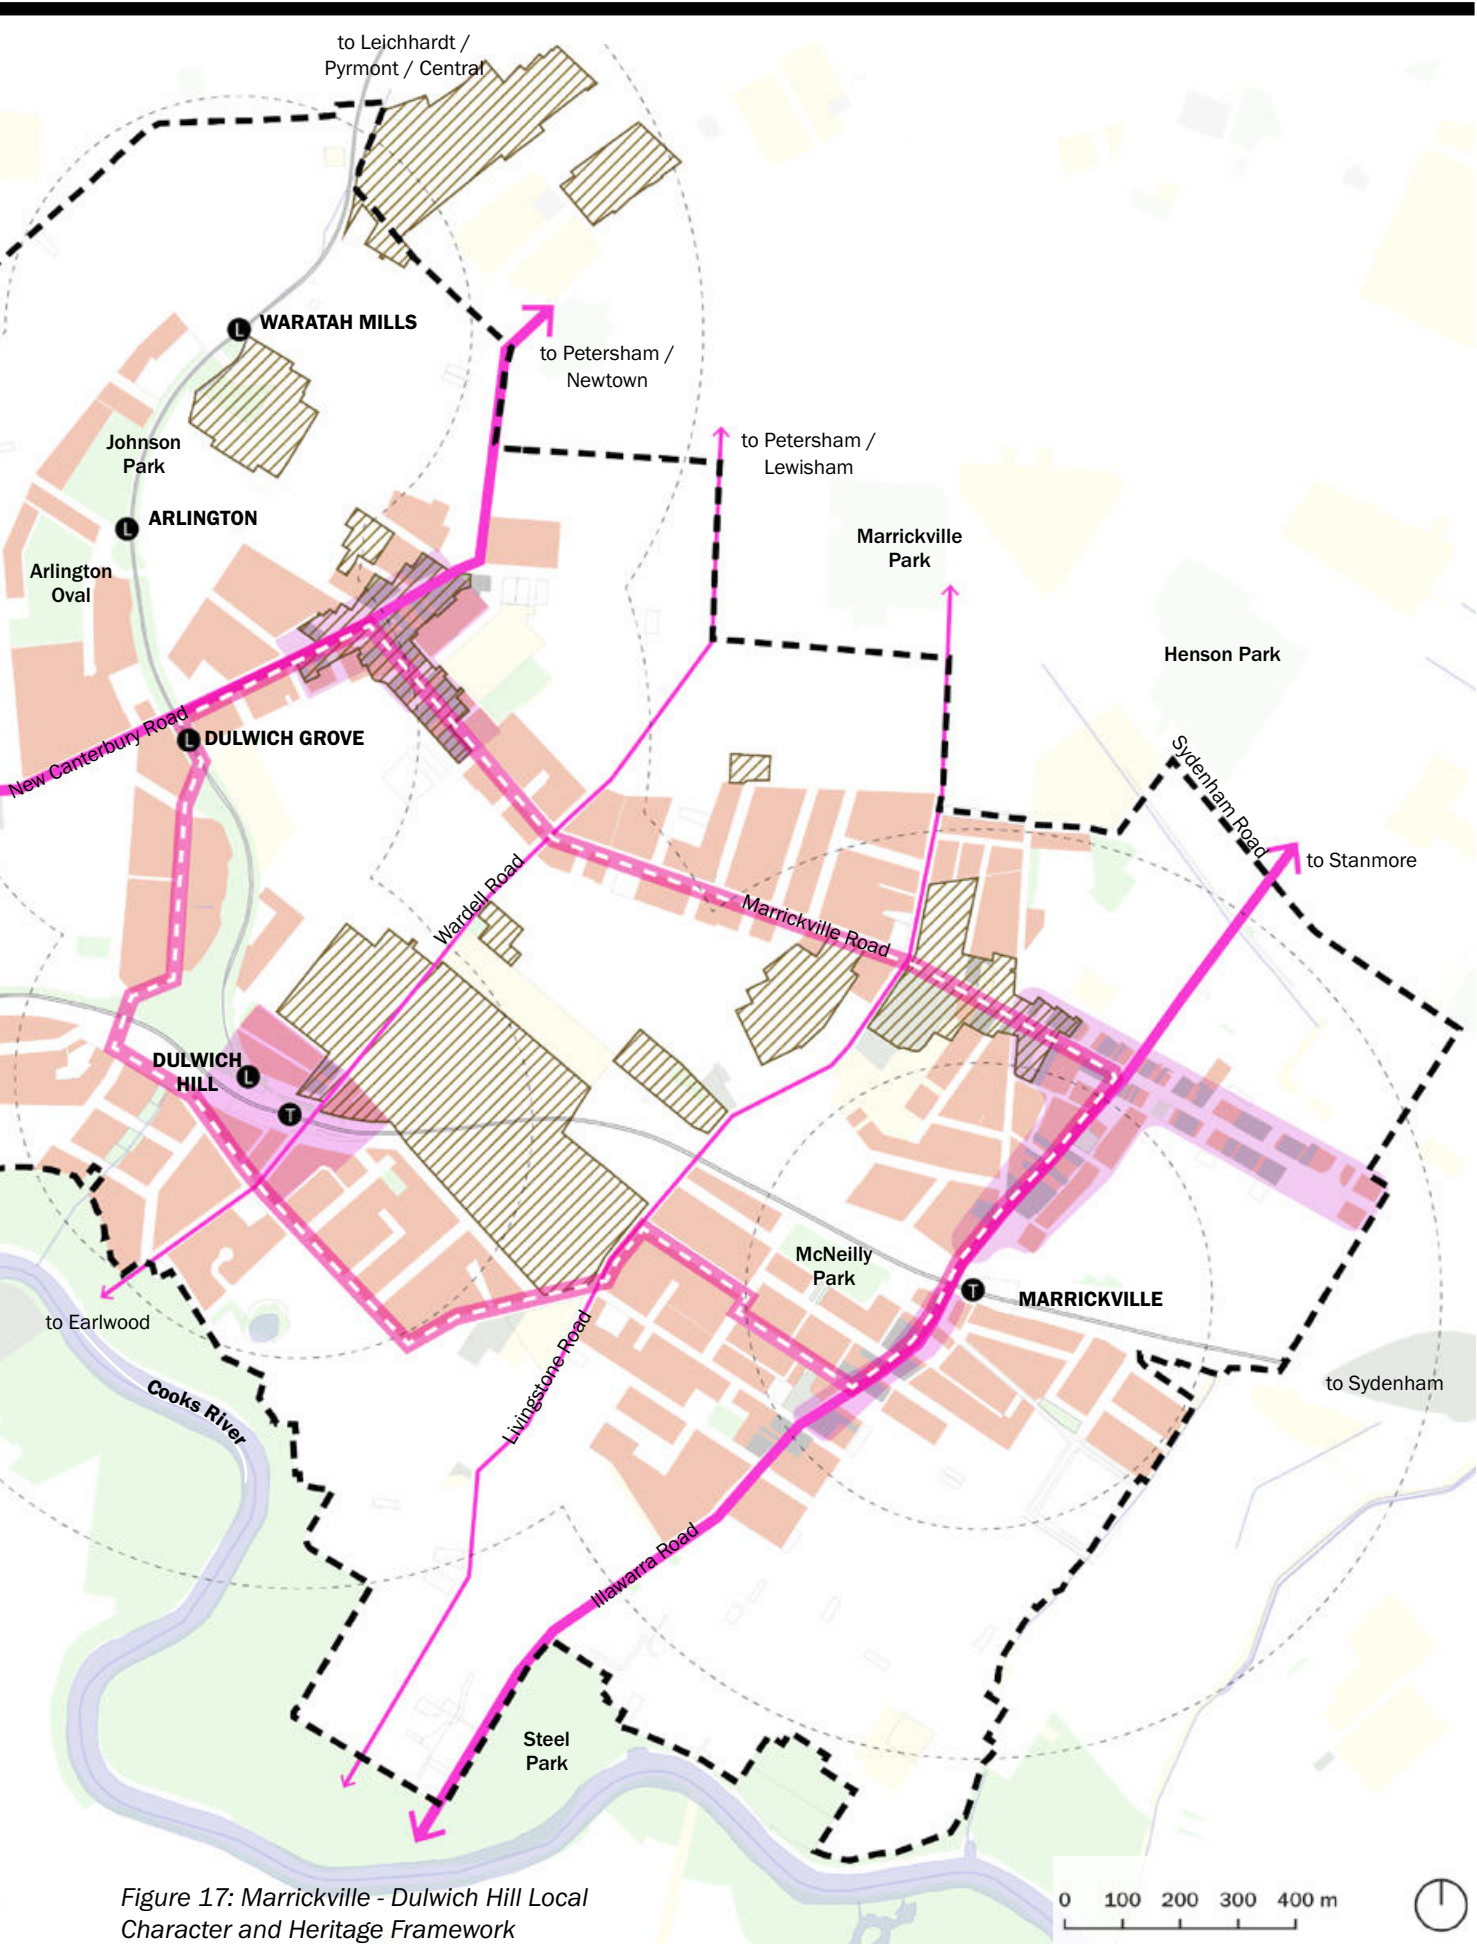 to Leichhardt /
Pyrmont / Central
L WARATAH MILLS
to Petersham /
Newtown
to Petersham /
Lewisham
Johnson
Park
L ARLINGTON
Arlington
Oval
Marrickville
Park
Henson Park
New Canterbury Road
L DULWICH GROVE
Sydenham Road
to Stanmore
Wardell Road
Marrickville Road
DULWICH
HILL
L
T
McNeilly
Park
T
MARRICKVILLE
to Earlwood
Cooks River
Livingstone Road
to Sydenham
Illawarra Road
Steel
Park
Figure 17: Marrickville - Dulwich Hill Local
Character and Heritage Framework
0 100 200 300 400 m